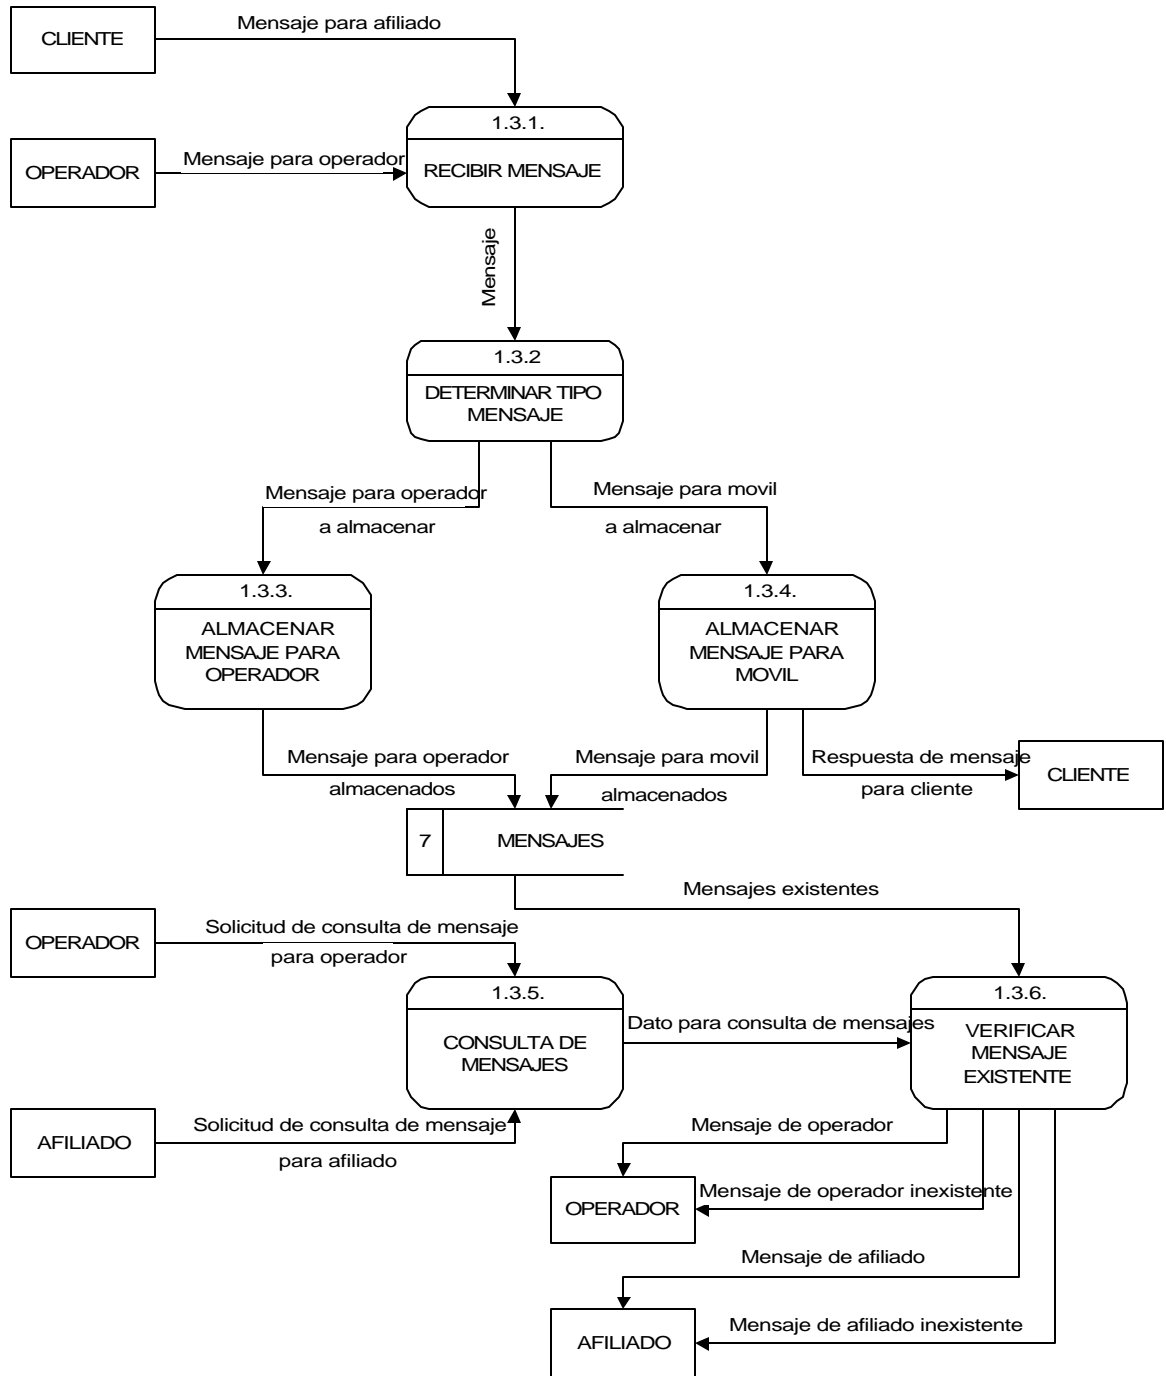 Mensaje para afiliado
CLIENTE
1.3.1.
Mensaje para operador
OPERADOR
RECIBIR MENSAJE
Mensaje
1.3.2
DETERMINAR TIPO
MENSAJE
Mensaje para operador
a almacenar
Mensaje para movil
a almacenar
1.3.3.
ALMACENAR
MENSAJE PARA
OPERADOR
1.3.4.
ALMACENAR
MENSAJE PARA
MOVIL
Mensaje para operador
almacenados
Mensaje para movil
almacenados
Respuesta de mensaje
para cliente
CLIENTE
7
MENSAJES
Mensajes existentes
OPERADOR
Solicitud de consulta de mensaje
para operador
1.3.5.
CONSULTA DE
MENSAJES
Dato para consulta de mensajes
1.3.6.
VERIFICAR
MENSAJE
EXISTENTE
AFILIADO
Solicitud de consulta de mensaje
para afiliado
Mensaje de operador
OPERADOR
Mensaje de operador inexistente
Mensaje de afiliado
AFILIADO
Mensaje de afiliado inexistente